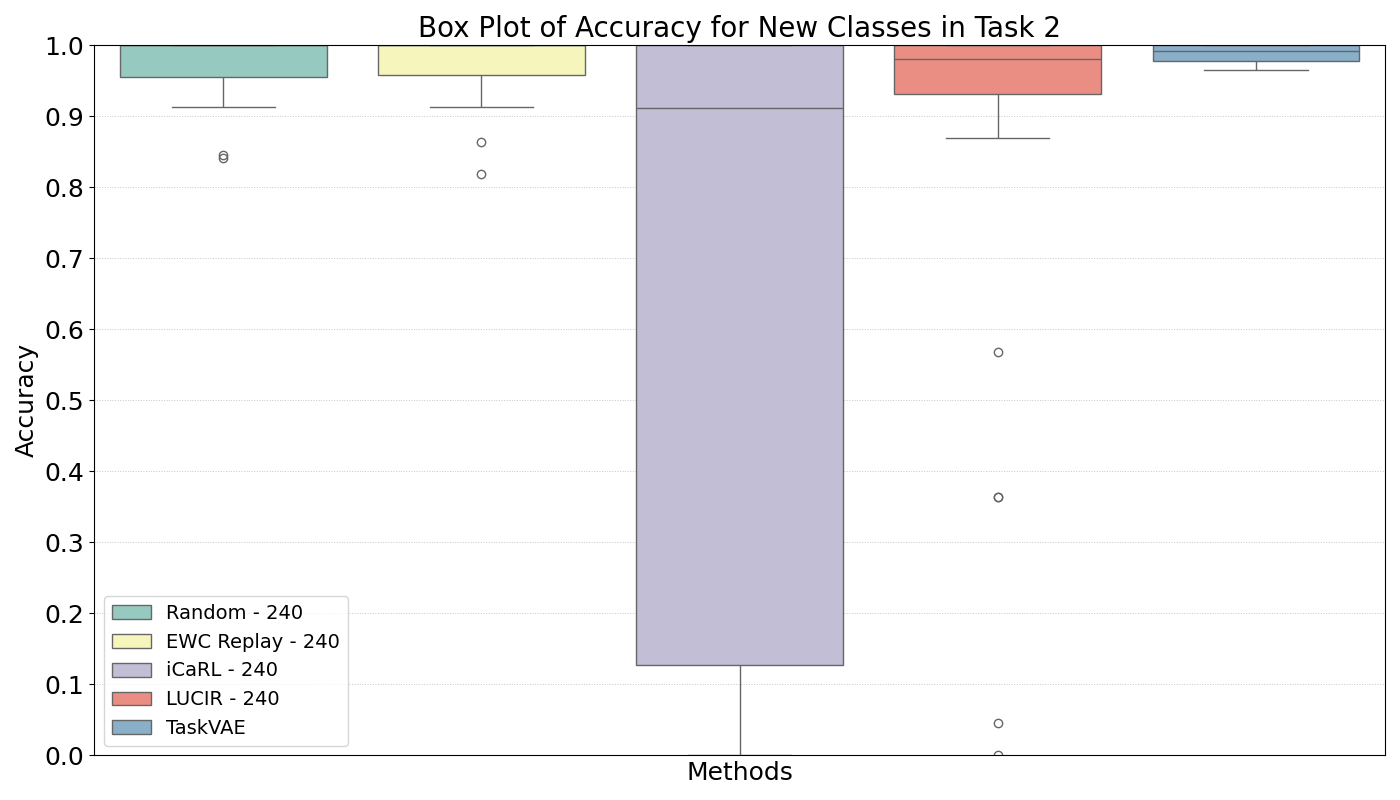 Box Plot of Accuracy for New Classes in Task 2
1.0
0.9
0.8
0.7
0.6
0.5
0.4
0.3
0.2
0.1
0.0
Accuracy
Random - 240
EWC Replay - 240
iCaRL - 240
LUCIR - 240
TaskVAE
Methods